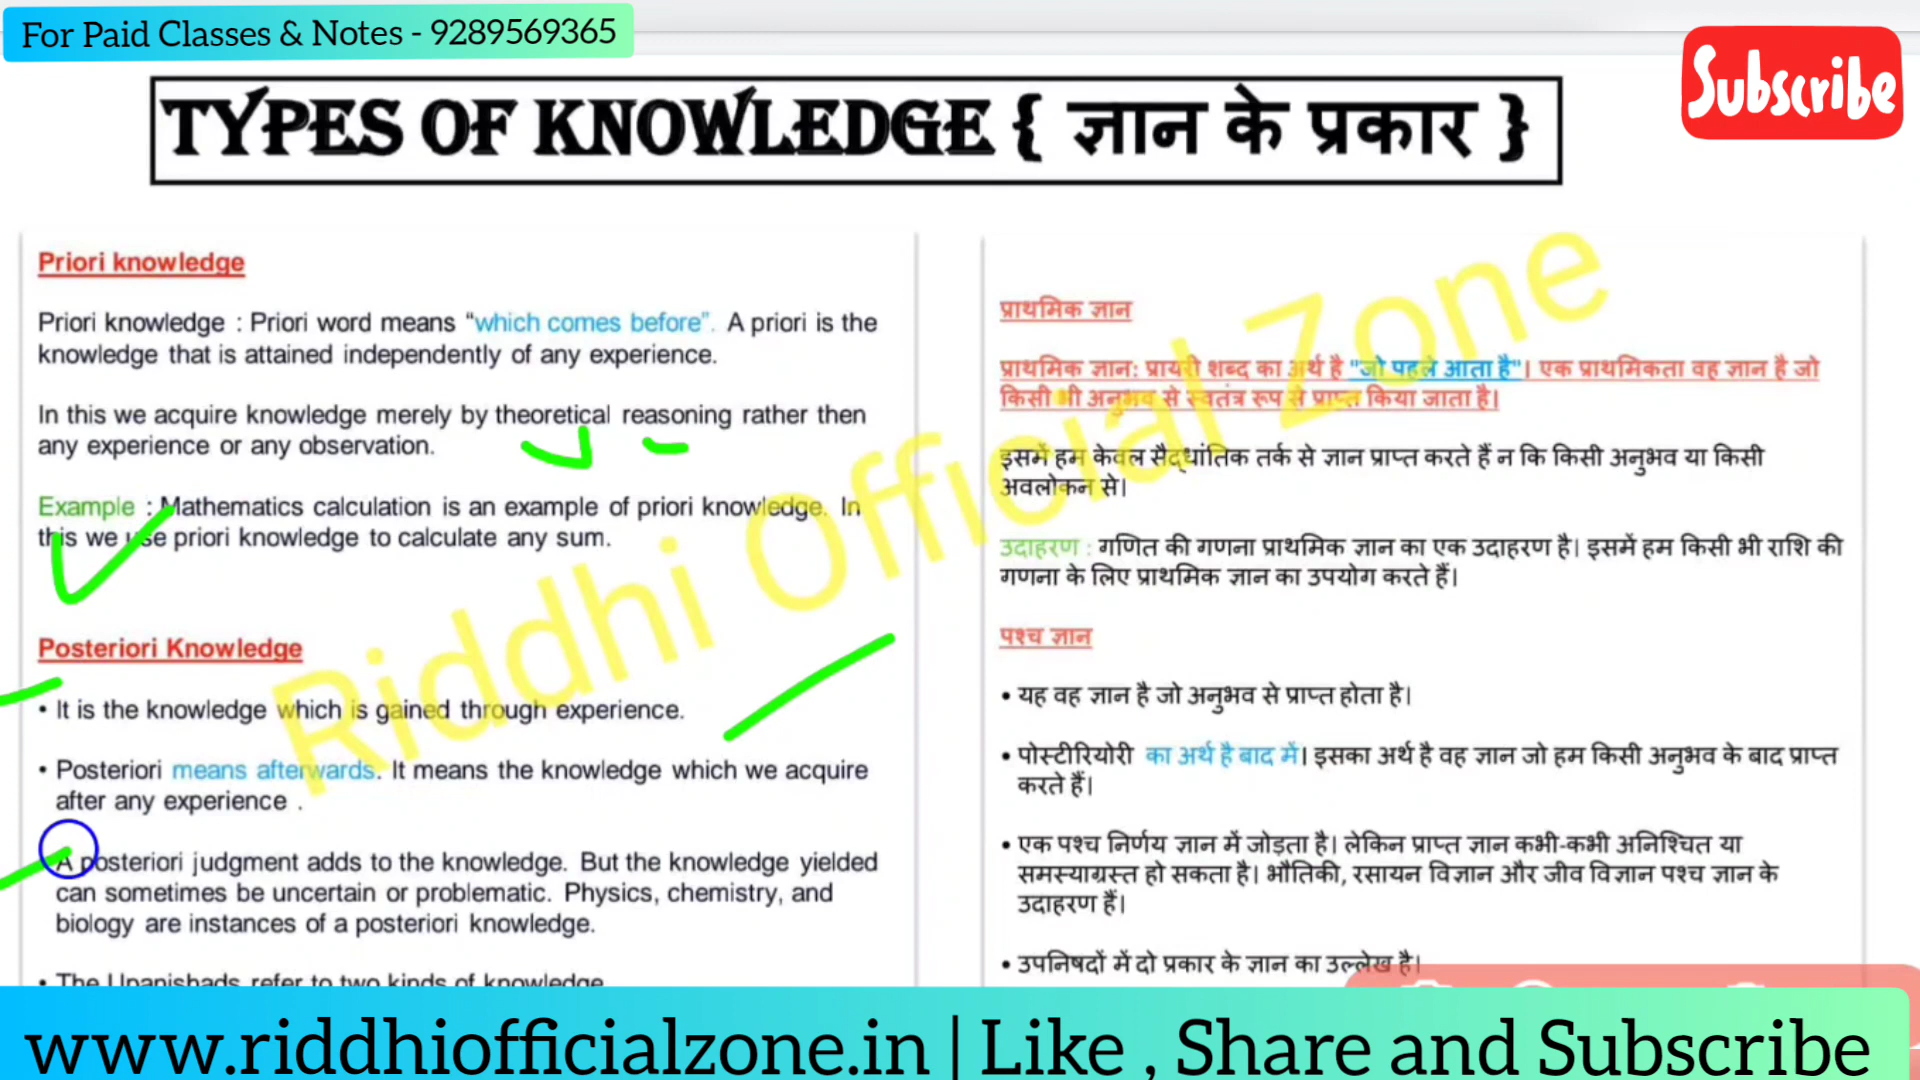 For Paid Classes & Notes - 9289569365
Subscribe
TYPES OF KNOWLEDGE { ज्ञान के प्रकार }
Priori knowledge
Priori knowledge : Priori word means “which comes before”. A priori is the
knowledge that is attained independently of any experience.
In this we acquire knowledge merely by theoretical reasoning rather then
any experience or any observation.
Example : Mathematics calculation is an example of priori knowledge. In
this we use priori knowledge to calculate any sum.
Posteriori Knowledge
• It is the knowledge which is gained through experience.
• Posteriori means afterwards. It means the knowledge which we acquire
after any experience .
A posteriori judgment adds to the knowledge. But the knowledge yielded
can sometimes be uncertain or problematic. Physics, chemistry, and
biology are instances of a posteriori knowledge.
• The Upanishads refer to two kinds of knowledge
प्राथमिक ज्ञान
प्राथमिक ज्ञान: प्रायरी शब्द का अर्थ है "जो पहले आता है"। एक प्राथमिकता वह ज्ञान है जो
किसी भी अनुभव से स्वतंत्र रूप से प्राप्त किया जाता है।
इसमें हम केवल सैद्धांतिक तर्क से ज्ञान प्राप्त करते हैं न कि किसी अनुभव या किसी
अवलोकन से।
उदाहरण : गणित की गणना प्राथमिक ज्ञान का एक उदाहरण है। इसमें हम किसी भी राशि की
गणना के लिए प्राथमिक ज्ञान का उपयोग करते हैं।
पश्च ज्ञान
• यह वह ज्ञान है जो अनुभव से प्राप्त होता है।
• पोस्टीरियोरी का अर्थ है बाद में। इसका अर्थ है वह ज्ञान जो हम किसी अनुभव के बाद प्राप्त
करते हैं।
• एक पश्च निर्णय ज्ञान में जोड़ता है। लेकिन प्राप्त ज्ञान कभी-कभी अनिश्चित या
समस्याग्रस्त हो सकता है। भौतिकी, रसायन विज्ञान और जीव विज्ञान पश्च ज्ञान के
उदाहरण हैं।
• उपनिषदों में दो प्रकार के ज्ञान का उल्लेख है।
Riddhi Official Zone
www.riddhiofficialzone.in | Like , Share and Subscribe